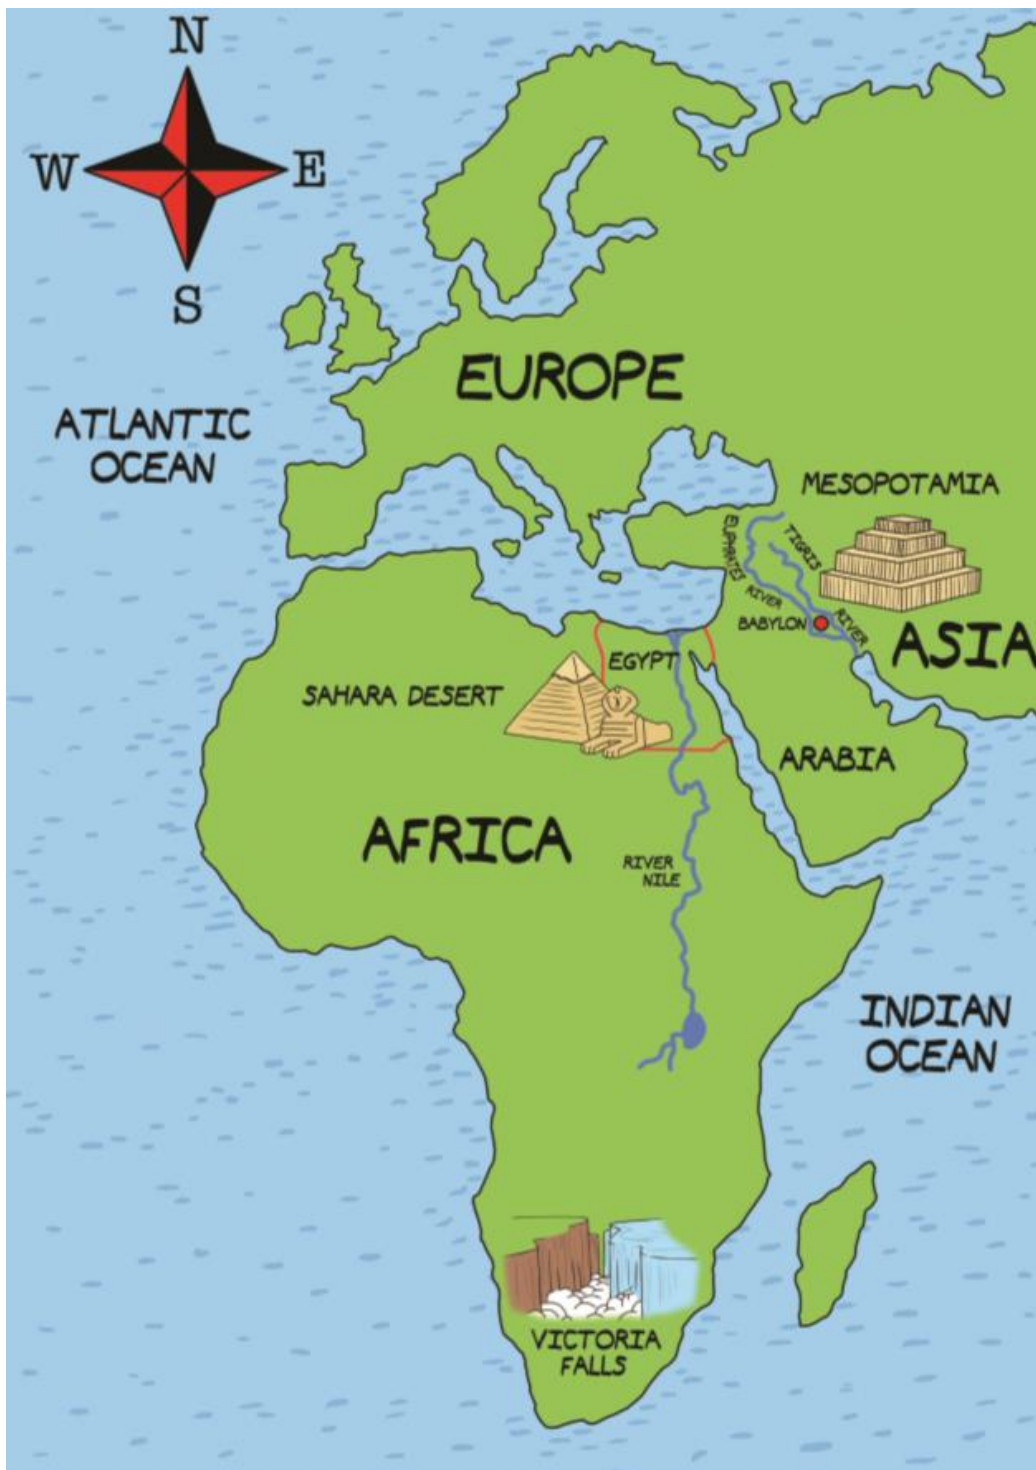 N
W
E
S
EUROPE
ATLANTIC
OCEAN
MESOPOTAMIA
EUPHRATES RIVER
TIGRIS RIVER
BABYLON
ASIA
EGYPT
SAHARA DESERT
ARABIA
AFRICA
RIVER
NILE
INDIAN
OCEAN
VICTORIA
FALLS